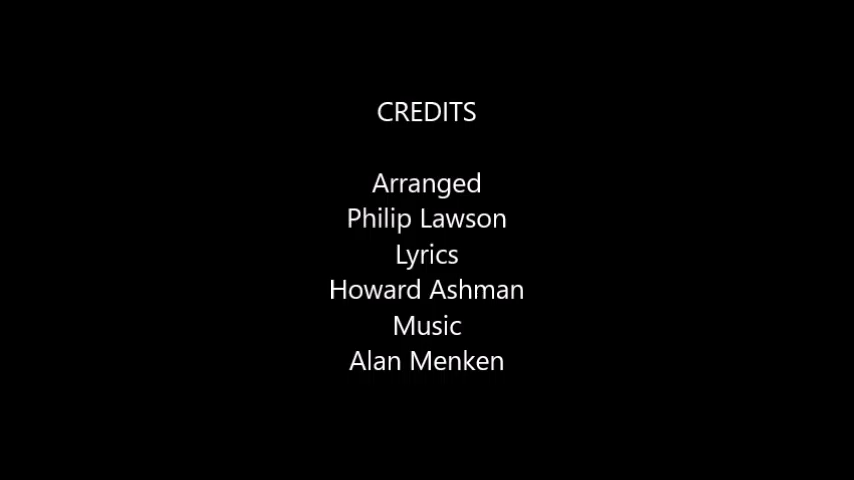 CREDITS
Arranged
Philip Lawson
Lyrics
Howard Ashman
Music
Alan Menken